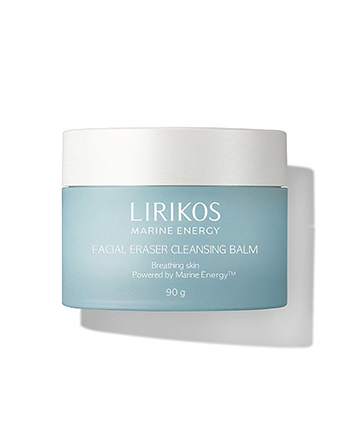 LIRIKOS
MARINE ENERGY
FACIAL ERASER CLEANSING BALM
Breathing skin
Powered by Marine Energy™
90 g